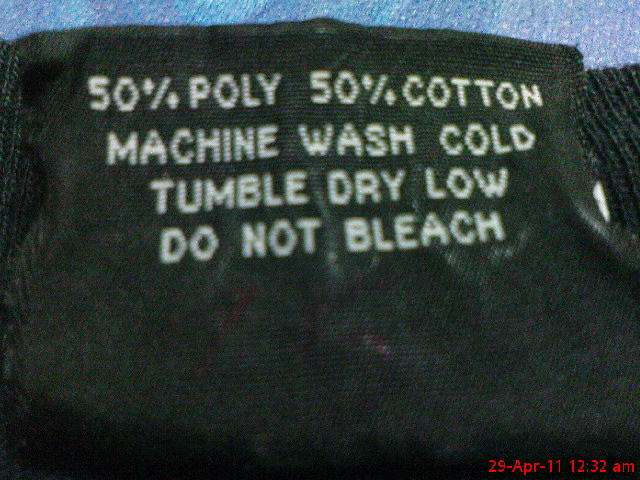 50% POLY 50% COTTON
MACHINE WASH COLD
TUMBLE DRY LOW
DO NOT BLEACH
29-Apr-11 12:32 am